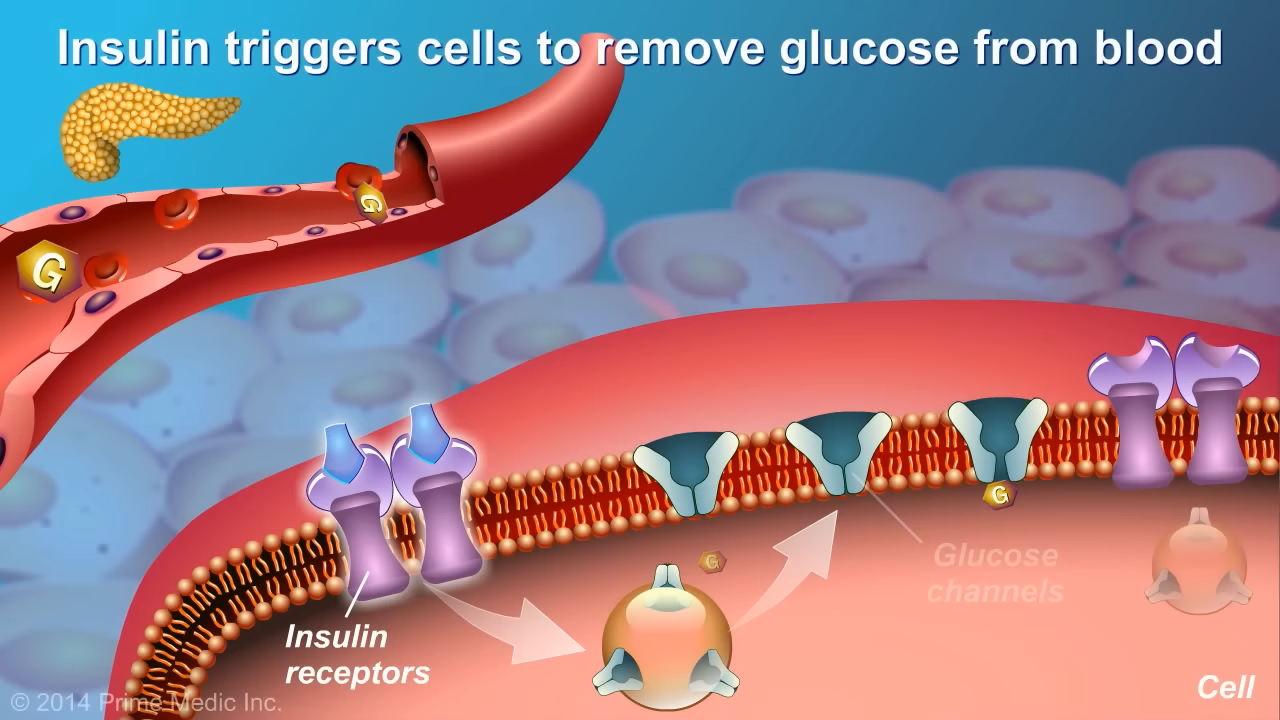 Insulin triggers cells to remove glucose from blood
G
G
G
G
Glucose
channels
Insulin
receptors
Cell
© 2014 Prime Medic Inc.